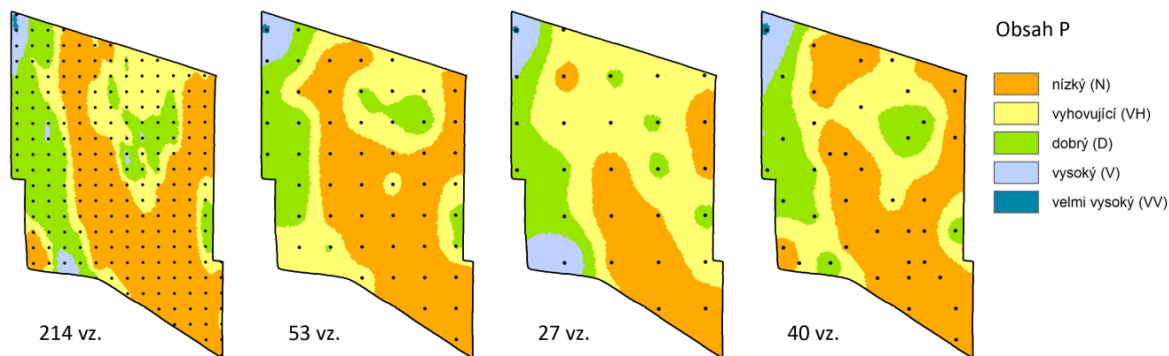 Obsah P
nízký (N)
vyhovující (VH)
dobrý (D)
vysoký (V)
velmi vysoký (VV)
214 vz.
53 vz.
27 vz.
40 vz.